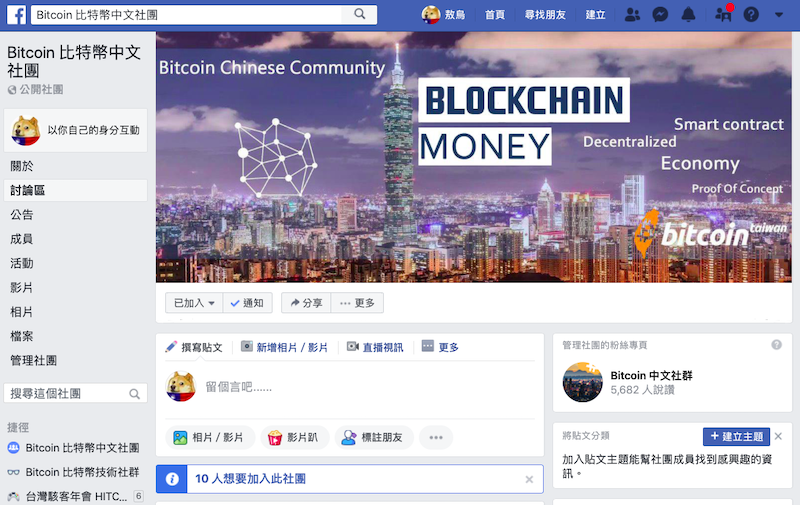 Bitcoin 比特幣中文社團
敖烏
首頁
尋找朋友
建立
Bitcoin 比特幣中文
社團
公開社團
以你自己的身分互動
關於
討論區
公告
成員
活動
影片
相片
檔案
管理社團
搜尋這個社團
捷徑
Bitcoin 比特幣中文社團
Bitcoin 比特幣技術社群
台灣駭客年會 HITC...
6
Bitcoin Chinese Community
BLOCKCHAIN
MONEY
Smart contract
Decentralized
Economy
Proof Of Concept
bitcoin taiwan
已加入
通知
分享
更多
撰寫貼文
新增相片 / 影片
直播視訊
更多
留個言吧......
相片 / 影片
影片趴
標註朋友
10 人想要加入此社團
管理社團的粉絲專頁
Bitcoin 中文社群
5,682 人說讚
將貼文分類
+ 建立主題
加入貼文主題能幫社團成員找到感興趣的資
訊。